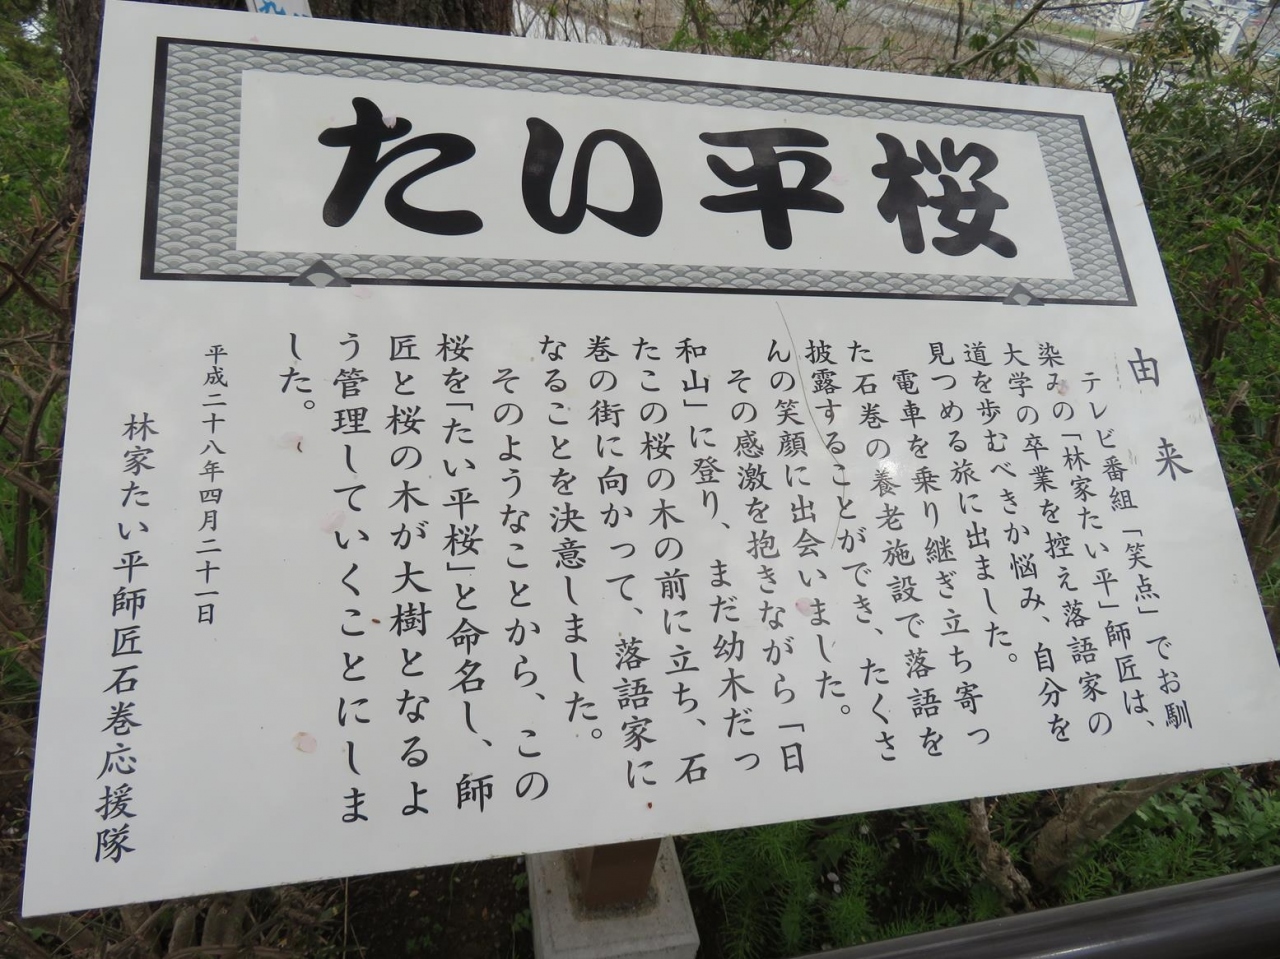 たい平桜
由来
テレビ番組「笑点」でお馴
染みの「林家たい平」師匠は、
大学の卒業を控え落語家の
道を歩むべきか悩み、自分を
見つめる旅に出ました。
電車を乗り継ぎ立ち寄っ
た石巻の養老施設で落語を
披露することができ、たくさ
んの笑顔に出会いました。
その感激を抱きながら「日
和山」に登り、まだ幼木だっ
たこの桜の木の前に立ち、石
巻の街に向かって、落語家に
なることを決意しました。
そのようなことから、この
桜を「たい平桜」と命名し、師
匠と桜の木が大樹となるよ
う管理していくことにしま
した。
平成二十八年四月二十一日
林家たい平師匠石巻応援隊